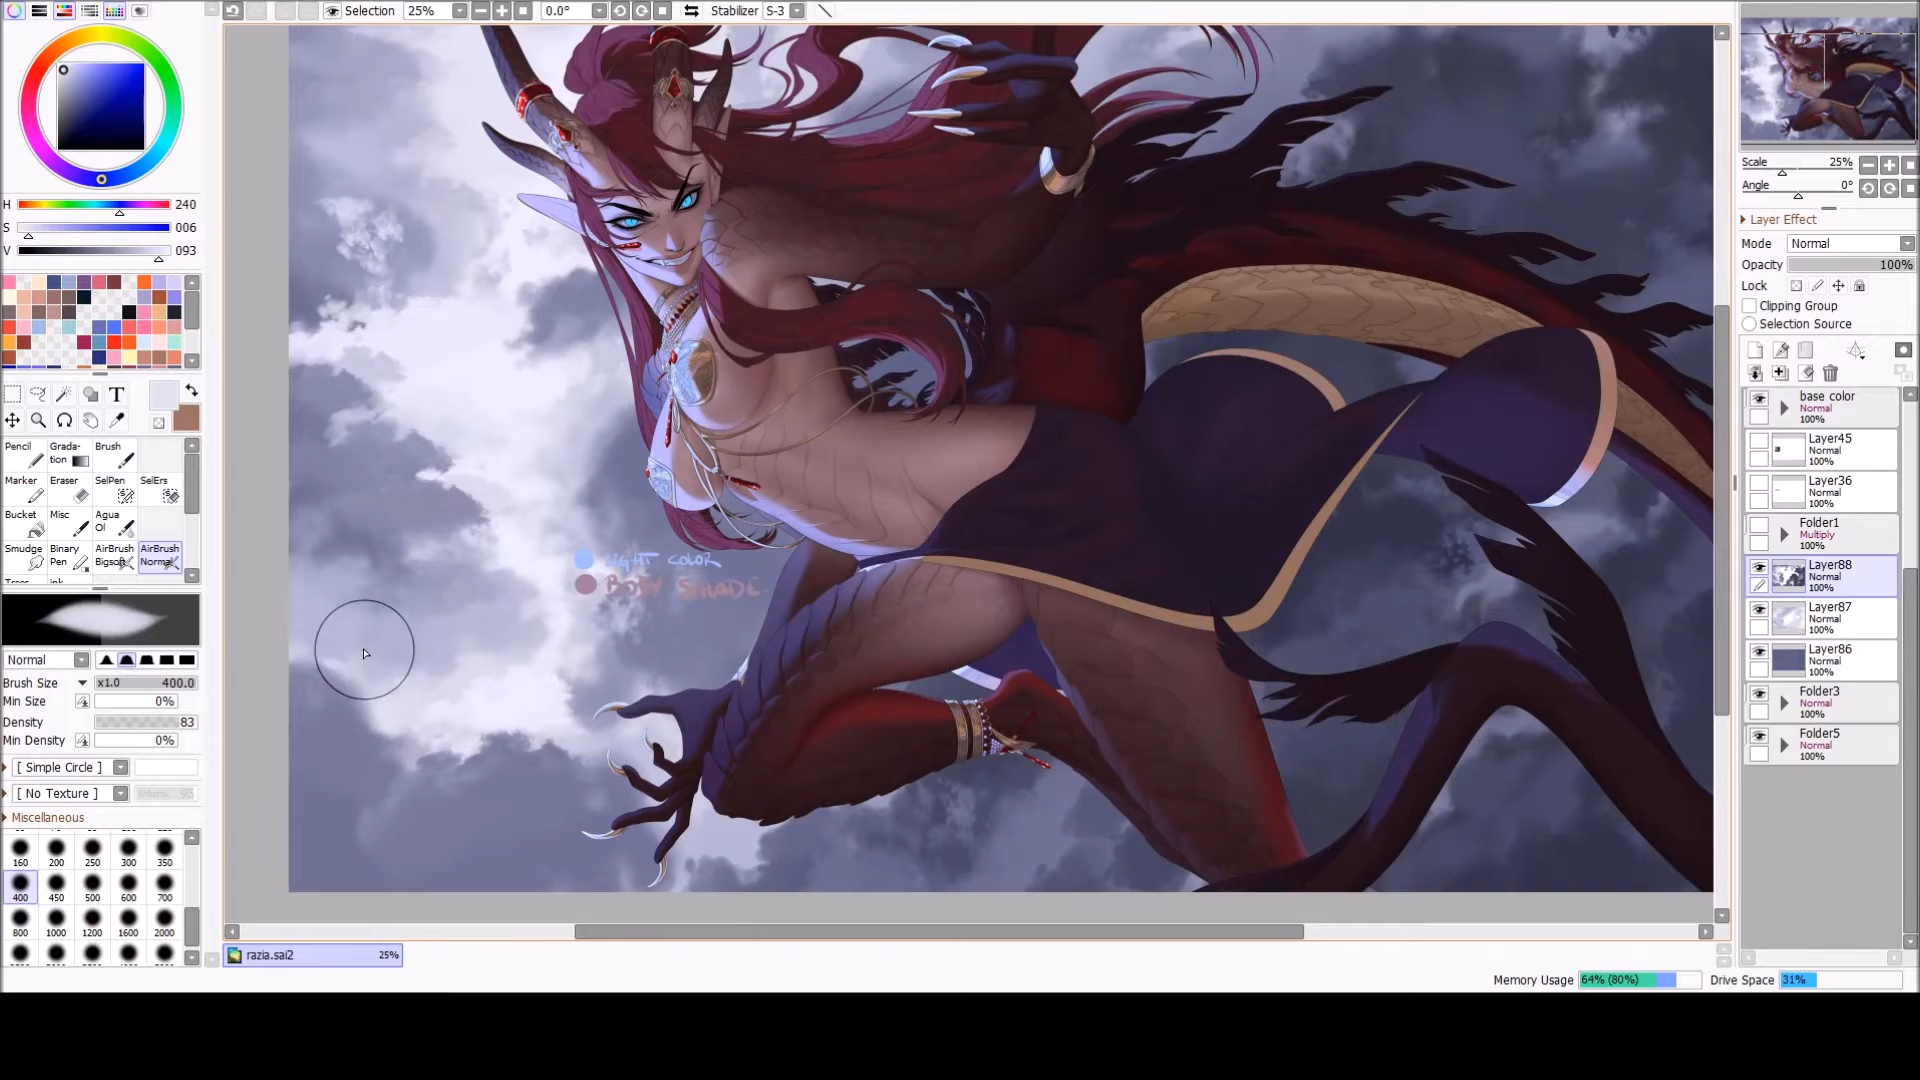 Selection 25% 0.0° Stabilizer S-3
H 240
S 006
V 093
T
Pencil Grada-tion Brush
Marker Eraser SelPen SelErs
Bucket Misc Agua Ol
Smudge Binary Pen AirBrush Bigsoft AirBrush Normal
Normal
Brush Size x1.0 400.0
Min Size 0%
Density 83
Min Density 0%
[ Simple Circle ]
[ No Texture ]
Miscellaneous
160 200 250 300 350
400 450 500 600 700
800 1000 1200 1600 2000
LIGHT COLOR
BODY SHADE
razia.sai2 25%
Scale 25%
Angle 0°
Layer Effect
Mode Normal
Opacity 100%
Lock
Clipping Group
Selection Source
base color
Normal
100%
Layer45
Normal
100%
Layer36
Normal
100%
Folder1
Multiply
100%
Layer88
Normal
100%
Layer87
Normal
100%
Layer86
Normal
100%
Folder3
Normal
100%
Folder5
Normal
100%
Memory Usage 64% (80%) Drive Space 31%